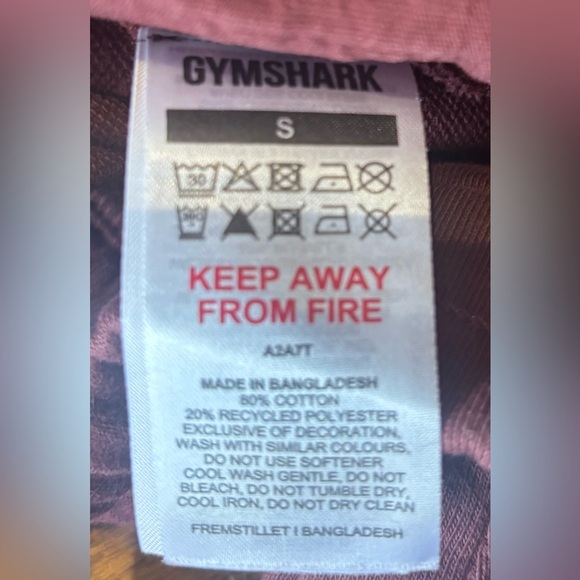 GYMSHARK
S
30
KEEP AWAY
FROM FIRE
A2A7T
MADE IN BANGLADESH
80% COTTON
20% RECYCLED POLYESTER
EXCLUSIVE OF DECORATION,
WASH WITH SIMILAR COLOURS,
DO NOT USE SOFTENER
COOL WASH GENTLE, DO NOT
BLEACH, DO NOT TUMBLE DRY,
COOL IRON, DO NOT DRY CLEAN
FREMSTILLET I BANGLADESH